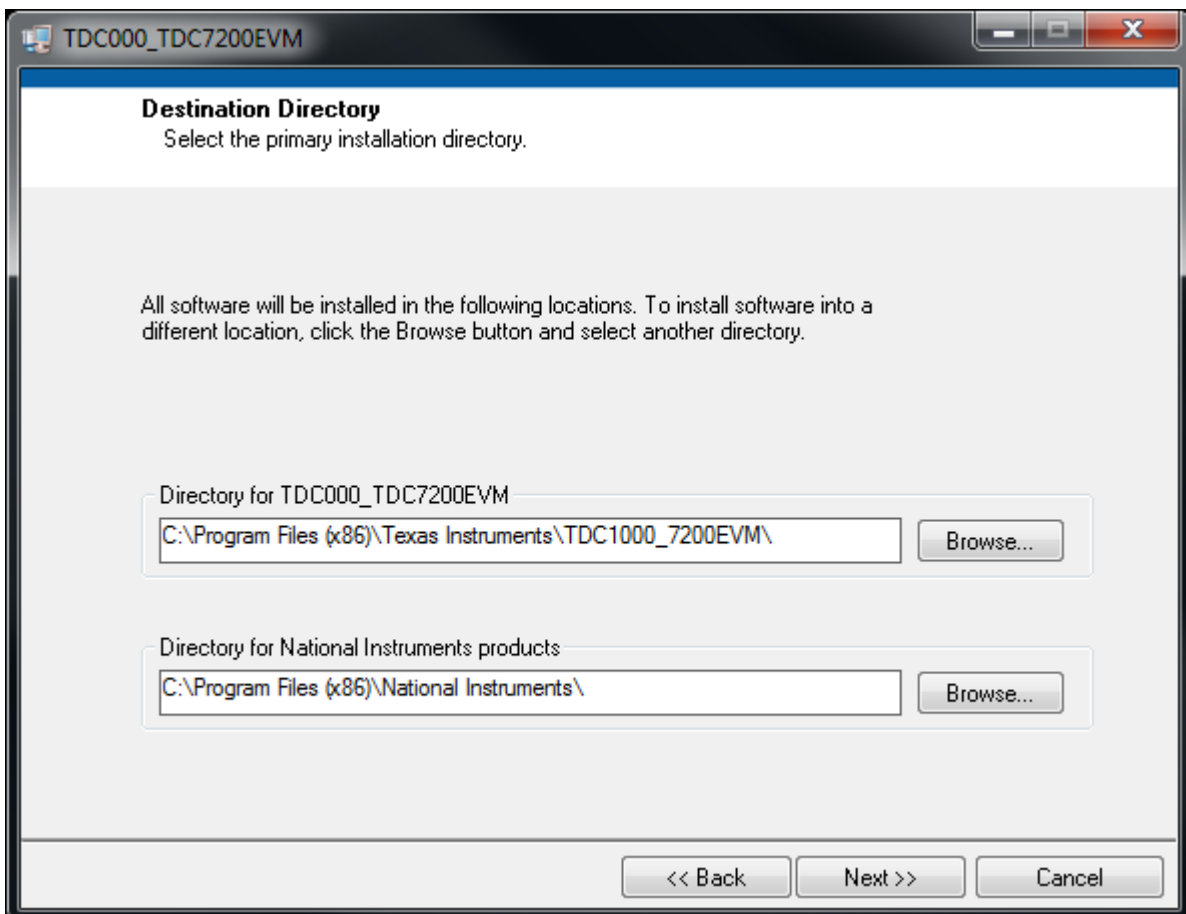 TDC000_TDC7200EVM
Destination Directory
Select the primary installation directory.
All software will be installed in the following locations. To install software into a
different location, click the Browse button and select another directory.
Directory for TDC000_TDC7200EVM
C:\Program Files (x86)\Texas Instruments\TDC1000_7200EVM\
Browse...
Directory for National Instruments products
C:\Program Files (x86)\National Instruments\
Browse...
<< Back
Next >>
Cancel